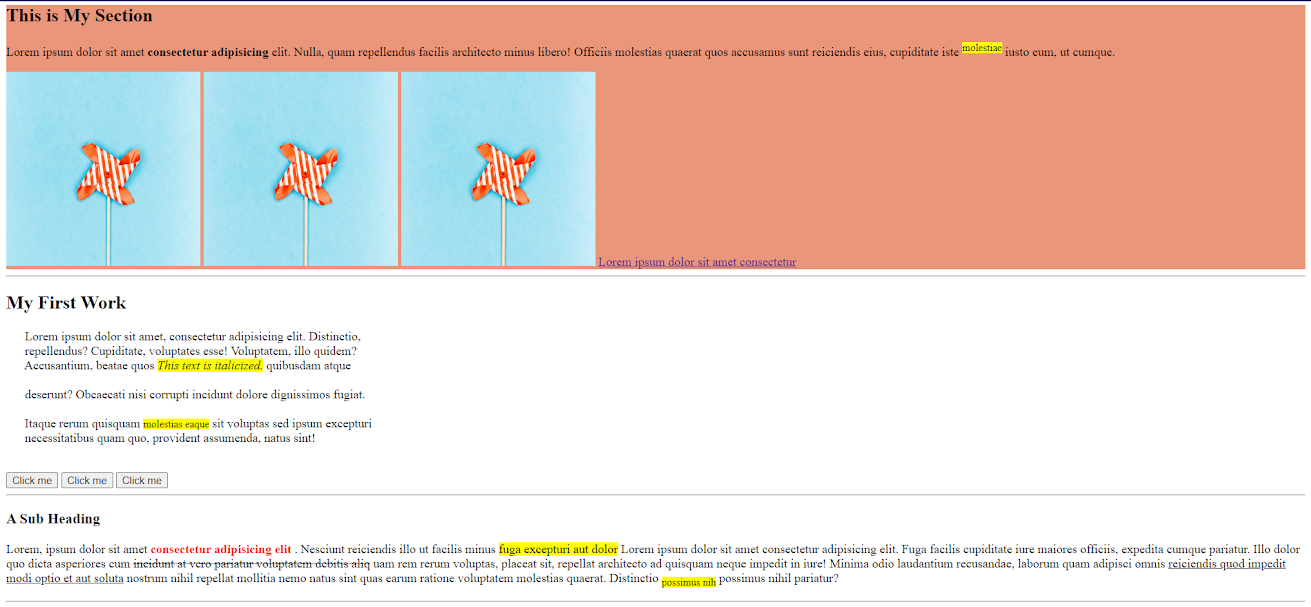 This is My Section
Lorem ipsum dolor sit amet consectetur adipisicing elit. Nulla, quam repellendus facilis architecto minus libero! Officiis molestias quaerat quos accusamus sunt reiciendis eius, cupiditate iste molestiae iusto eum, ut cumque.
Lorem ipsum dolor sit amet consectetur
My First Work
Lorem ipsum dolor sit amet, consectetur adipisicing elit. Distinctio,
repellendus? Cupiditate, voluptates esse! Voluptatem, illo quidem?
Accusantium, beatae quos This text is italicized. quibusdam atque
deserunt? Obcaecati nisi corrupti incidunt dolore dignissimos fugiat.
Itaque rerum quisquam molestias eaque sit voluptas sed ipsum excepturi
necessitatibus quam quo, provident assumenda, natus sint!
Click me Click me Click me
A Sub Heading
Lorem, ipsum dolor sit amet consectetur adipisicing elit . Nesciunt reiciendis illo ut facilis minus fuga excepturi aut dolor Lorem ipsum dolor sit amet consectetur adipisicing elit. Fuga facilis cupiditate iure maiores officiis, expedita cumque pariatur. Illo dolor
quo dicta asperiores cum incidunt at vero pariatur voluptatem debitis aliq uam rem rerum voluptas, placeat sit, repellat architecto ad quisquam neque impedit in iure! Minima odio laudantium recusandae, laborum quam adipisci omnis reiciendis quod impedit
modi optio et aut soluta nostrum nihil repellat mollitia nemo natus sint quas earum ratione voluptatem molestias quaerat. Distinctio possimus nih possimus nihil pariatur?